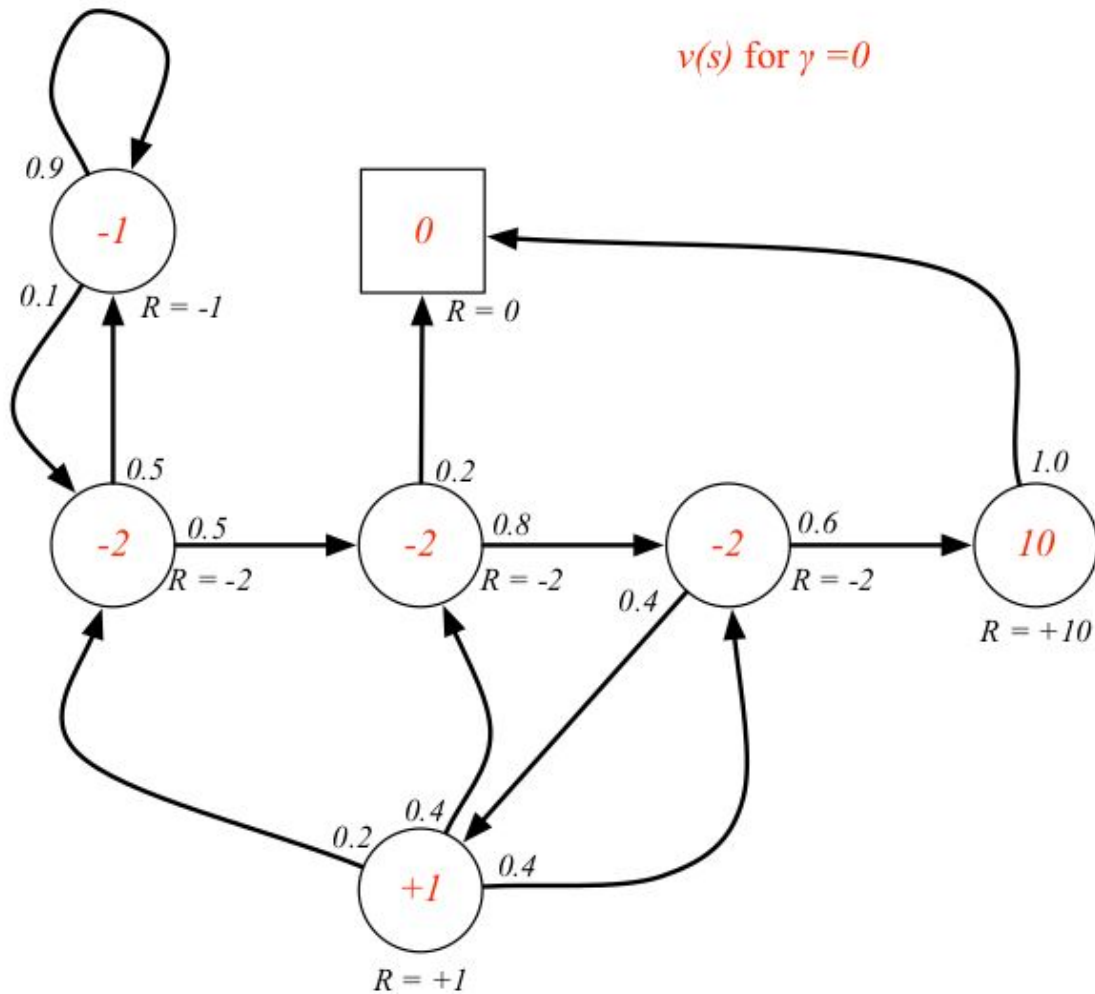 v(s) for γ =0
0.9
-1
0
0.1
R = -1
R = 0
0.5
0.2
1.0
-2
0.5
-2
0.8
-2
0.6
10
R = -2
R = -2
R = -2
0.4
R = +10
0.4
0.2
0.4
+1
R = +1